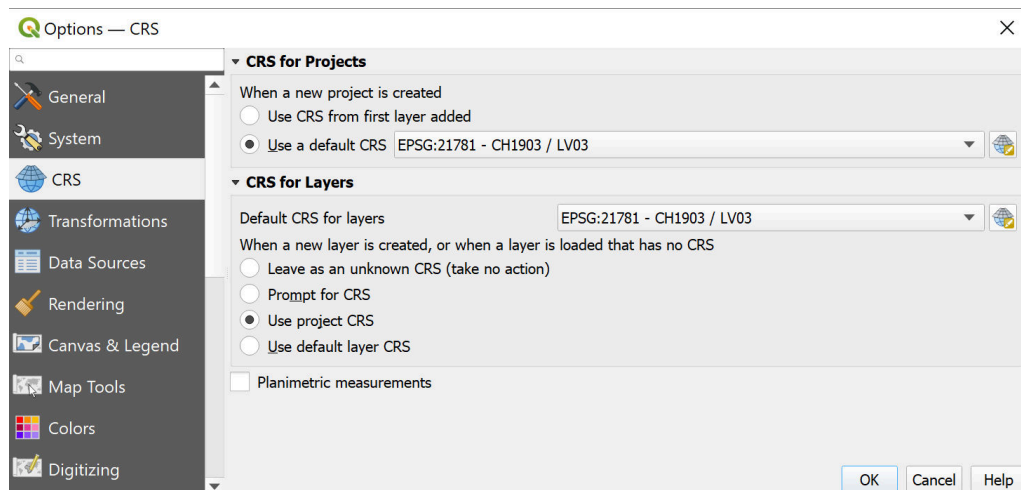 Options — CRS
General
System
CRS
Transformations
Data Sources
Rendering
Canvas & Legend
Map Tools
Colors
Digitizing
CRS for Projects
When a new project is created
Use CRS from first layer added
Use a default CRS EPSG:21781 - CH1903 / LV03
CRS for Layers
Default CRS for layers EPSG:21781 - CH1903 / LV03
When a new layer is created, or when a layer is loaded that has no CRS
Leave as an unknown CRS (take no action)
Prompt for CRS
Use project CRS
Use default layer CRS
Planimetric measurements
OK Cancel Help